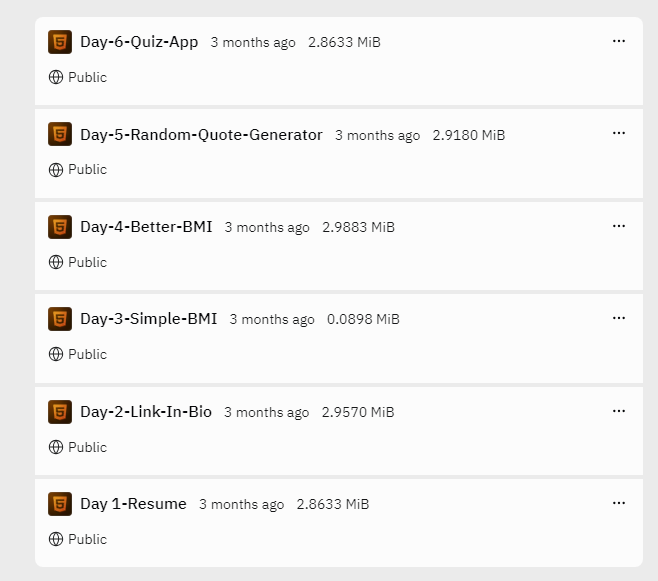 Day-6-Quiz-App 3 months ago 2.8633 MiB
Public
Day-5-Random-Quote-Generator 3 months ago 2.9180 MiB
Public
Day-4-Better-BMI 3 months ago 2.9883 MiB
Public
Day-3-Simple-BMI 3 months ago 0.0898 MiB
Public
Day-2-Link-In-Bio 3 months ago 2.9570 MiB
Public
Day 1-Resume 3 months ago 2.8633 MiB
Public